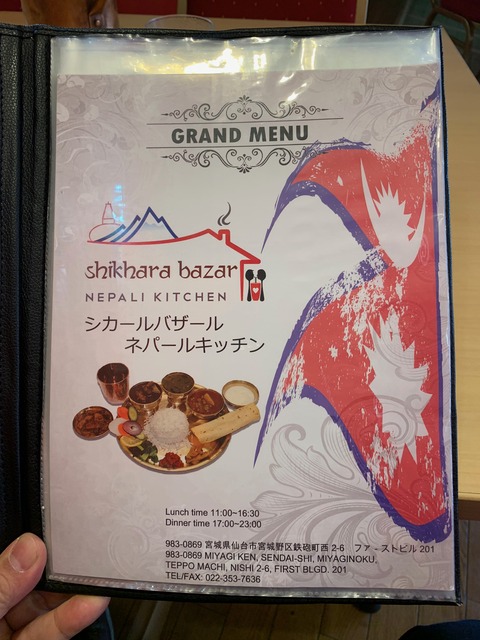 GRAND MENU
shikhara bazar
NEPALI KITCHEN
シカールバザール
ネパールキッチン
Lunch time 11:00~16:30
Dinner time 17:00~23:00
983-0869 宮城県仙台市宮城野区鉄砲町西 2-6 ファ-ストビル 201
983-0869 MIYAGI KEN, SENDAI-SHI, MIYAGINOKU,
TEPPO MACHI, NISHI 2-6, FIRST BLGD. 201
TEL/FAX: 022-353-7636